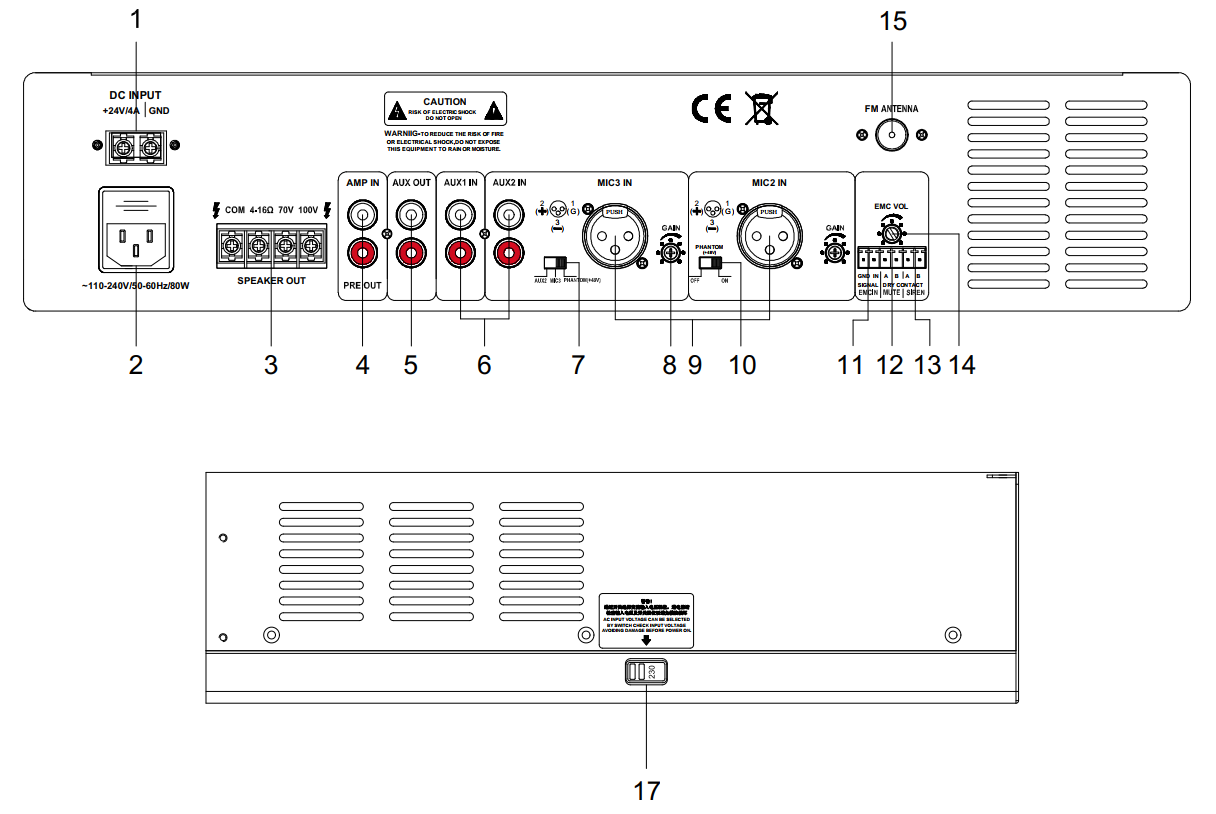 1
15
DC INPUT
+24V/4A | GND
CAUTION
RISK OF ELECTRIC SHOCK
DO NOT OPEN
WARNIIG•TO REDUCE THE RISK OF FIRE
OR ELECTRICAL SHOCK,DO NOT EXPOSE
THIS EQUIPMENT TO RAIN OR MOISTURE.
CE
FM ANTENNA
COM 4•16Ω 70V 100V
SPEAKER OUT
~110-240V/50-60Hz/80W
AMP IN
PRE OUT
AUX OUT
AUX1 IN
AUX2 IN
MIC3 IN
2 1
(+) (G)
3
(−)
PUSH
GAIN
AUX2 MIC3 PHANTOM(+48V)
MIC2 IN
2 1
(+) (G)
3
(−)
PUSH
PHANTOM
(+48V)
OFF ON
GAIN
EMC VOL
GND IN A B A B
SIGNAL DRY CONTACT
EMCIN | MUTE | SIREN
2
3
4
5
6
7
8
9
10
11
12
13
14
AC INPUT VOLTAGE CAN BE SELECTED
BY SWITCH CHECK INPUT VOLTAGE
AVOIDING DAMAGE BEFORE POWER ON.
230
17